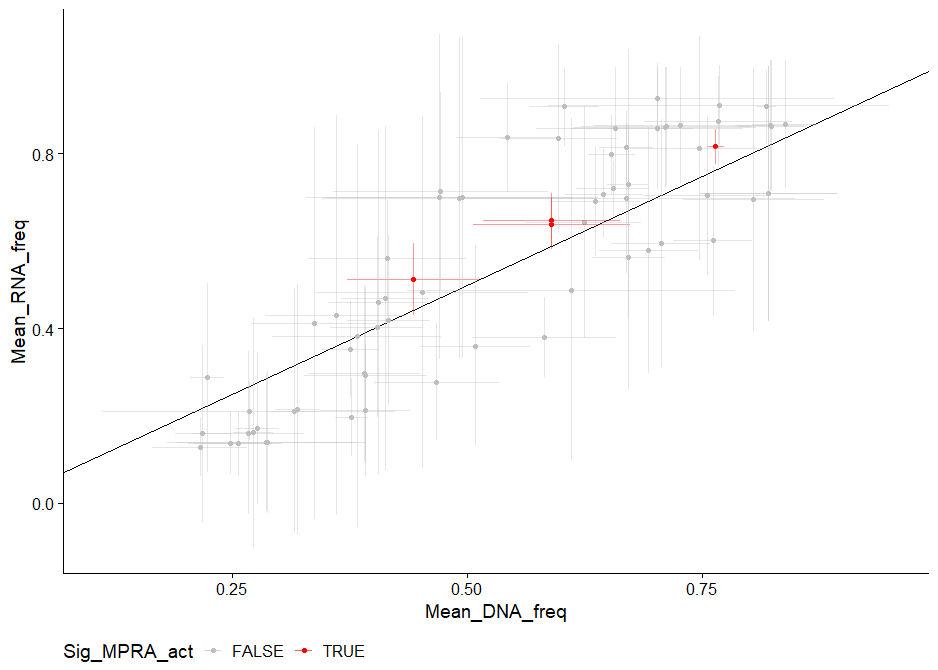 Mean_RNA_freq
0.8
0.4
0.0
0.25 0.50 0.75
Mean_DNA_freq
Sig_MPRA_act FALSE TRUE